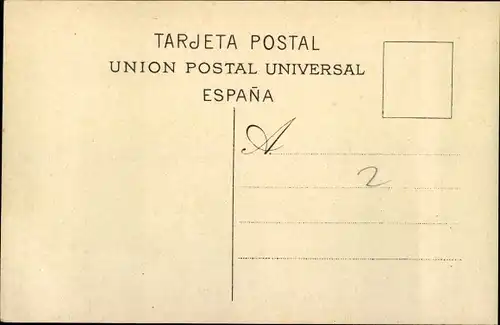 TARJETA POSTAL
UNION POSTAL UNIVERSAL
ESPAÑA
A.
2